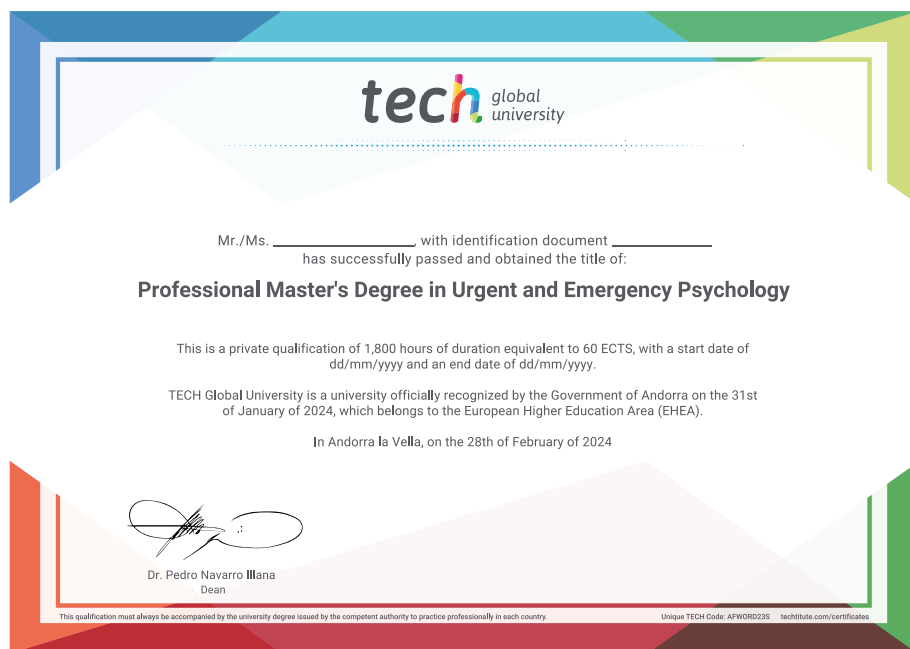 tech global university
Mr./Ms. ____________, with identification document ____________
has successfully passed and obtained the title of:
Professional Master's Degree in Urgent and Emergency Psychology
This is a private qualification of 1,800 hours of duration equivalent to 60 ECTS, with a start date of
dd/mm/yyyy and an end date of dd/mm/yyyy.
TECH Global University is a university officially recognized by the Government of Andorra on the 31st
of January of 2024, which belongs to the European Higher Education Area (EHEA).
In Andorra la Vella, on the 28th of February of 2024
Dr. Pedro Navarro Illana
Dean
This qualification must always be accompanied by the university degree issued by the competent authority to practice professionally in each country.
Unique TECH Code: AFWORD23S techtitute.com/certificates